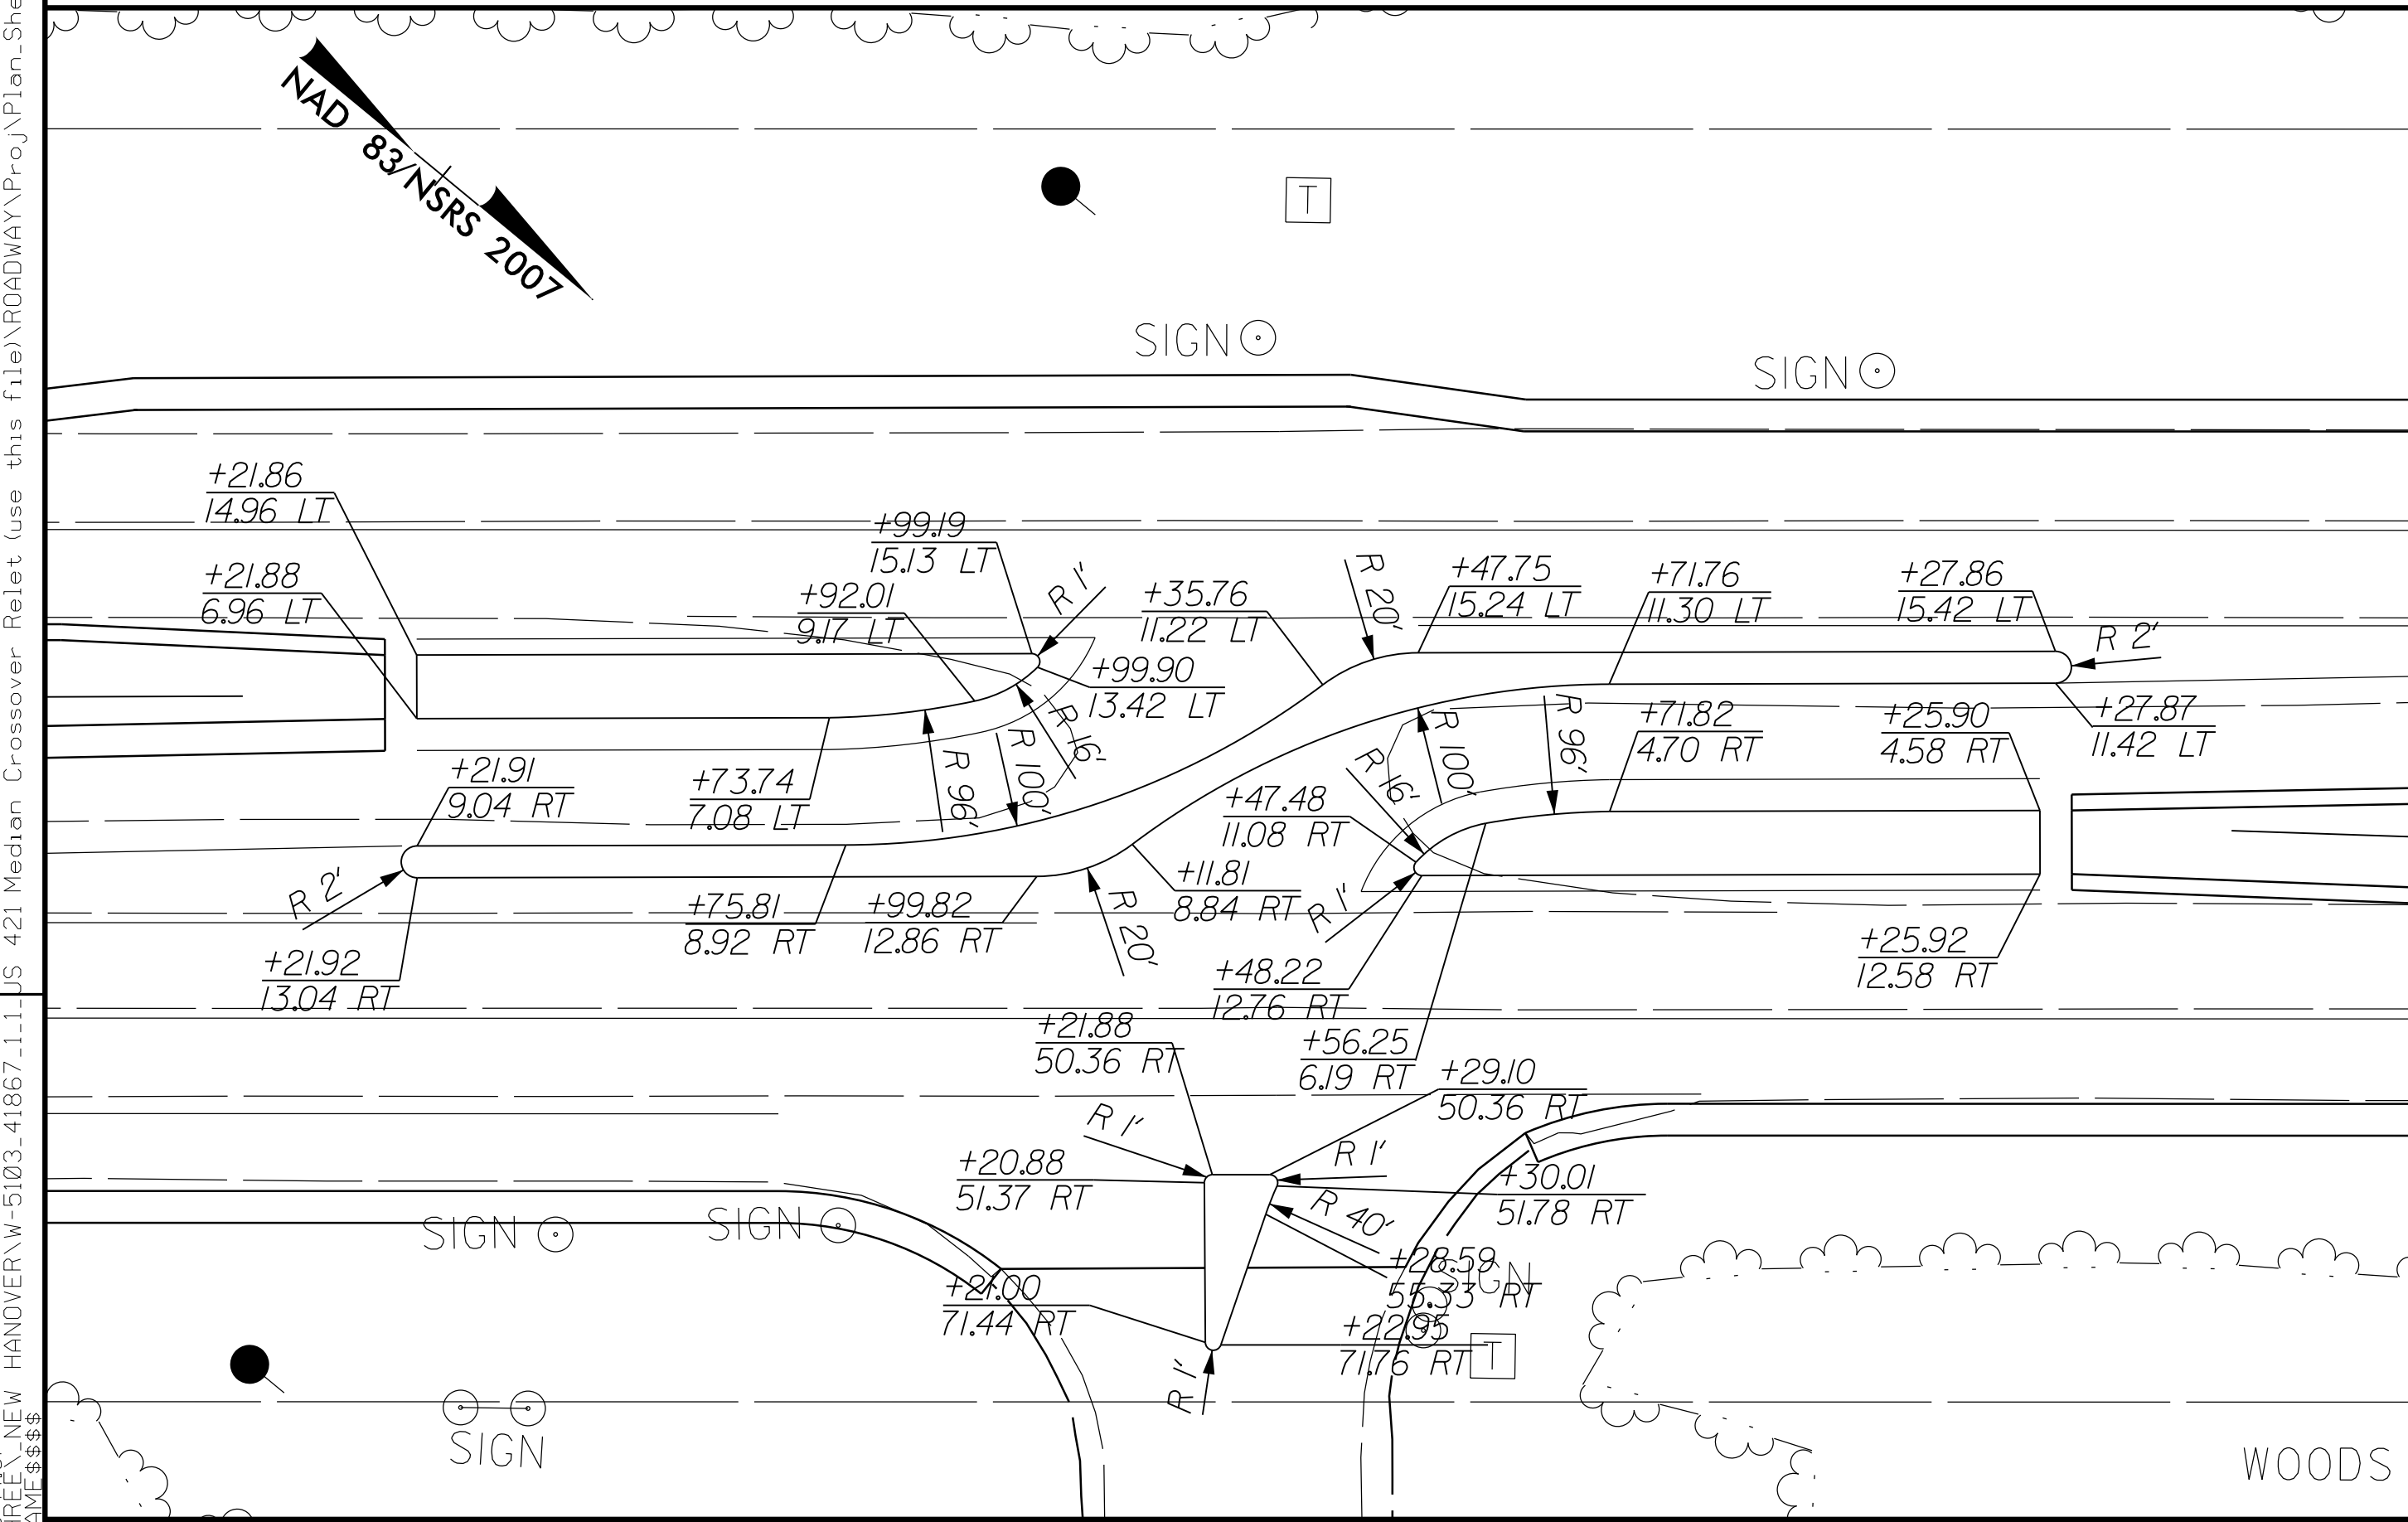 NAD 83/NSRS 2007
T
SIGN
SIGN
+21.86
14.96 LT
+99.19
15.13 LT
+21.88
6.96 LT
+92.01
9.17 LT
R 1'
+35.76
11.22 LT
R 20'
+47.75
15.24 LT
+71.76
11.30 LT
+27.86
15.42 LT
R 2'
+99.90
13.42 LT
R 16'
R 96'
R 100'
R 100'
R 16'
R 96'
+71.82
4.70 RT
+25.90
4.58 RT
+27.87
11.42 LT
+21.91
9.04 RT
+73.74
7.08 LT
+47.48
11.08 RT
R 2'
+75.81
8.92 RT
+99.82
12.86 RT
R 20'
+11.81
8.84 RT
R 1'
+21.92
13.04 RT
+48.22
12.76 RT
+25.92
12.58 RT
+21.88
50.36 RT
+56.25
6.19 RT
+29.10
50.36 RT
R 1'
R 1'
+20.88
51.37 RT
+30.01
51.78 RT
R 40'
SIGN
SIGN
+28.59
55.33 RT
SIGN
+21.00
71.44 RT
+22.95
71.76 RT
T
R 1'
SIGN
WOODS
US 421 Median Crossover Relet (use this file)\ROADWAY\Proj\Plan_She
HREE\_NEW HANOVER\W-5103_41867_1_1_
AME$$$$